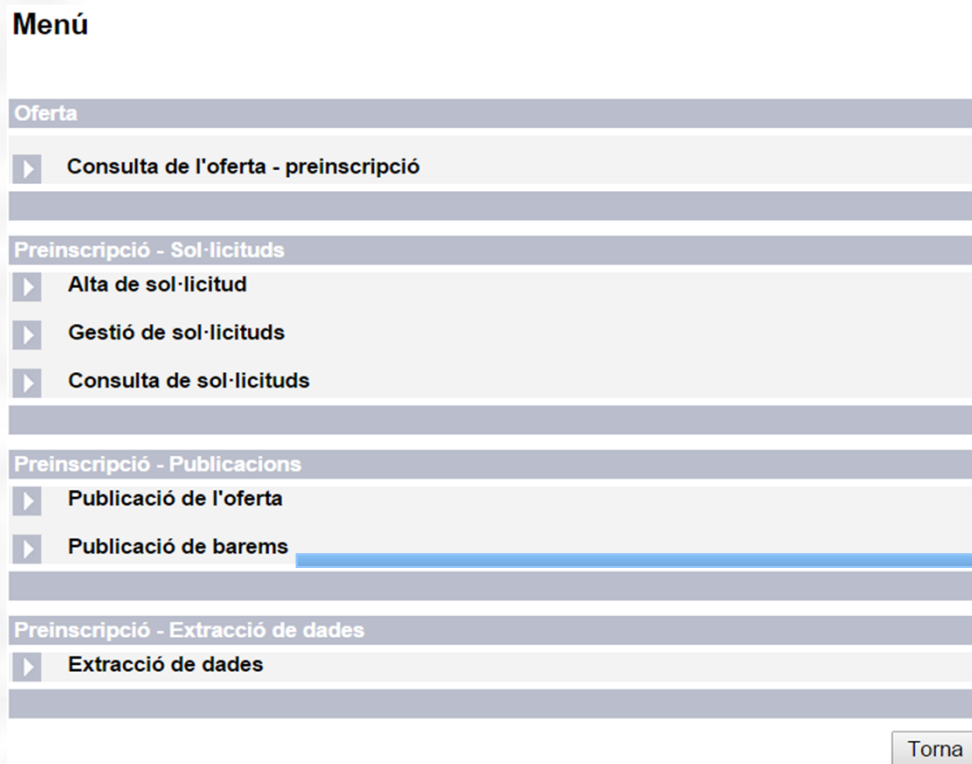 Menú
Oferta
Consulta de l'oferta - preinscripció
Preinscripció - Sol·licituds
Alta de sol·licitud
Gestió de sol·licituds
Consulta de sol·licituds
Preinscripció - Publicacions
Publicació de l'oferta
Publicació de barems
Preinscripció - Extracció de dades
Extracció de dades
Torna